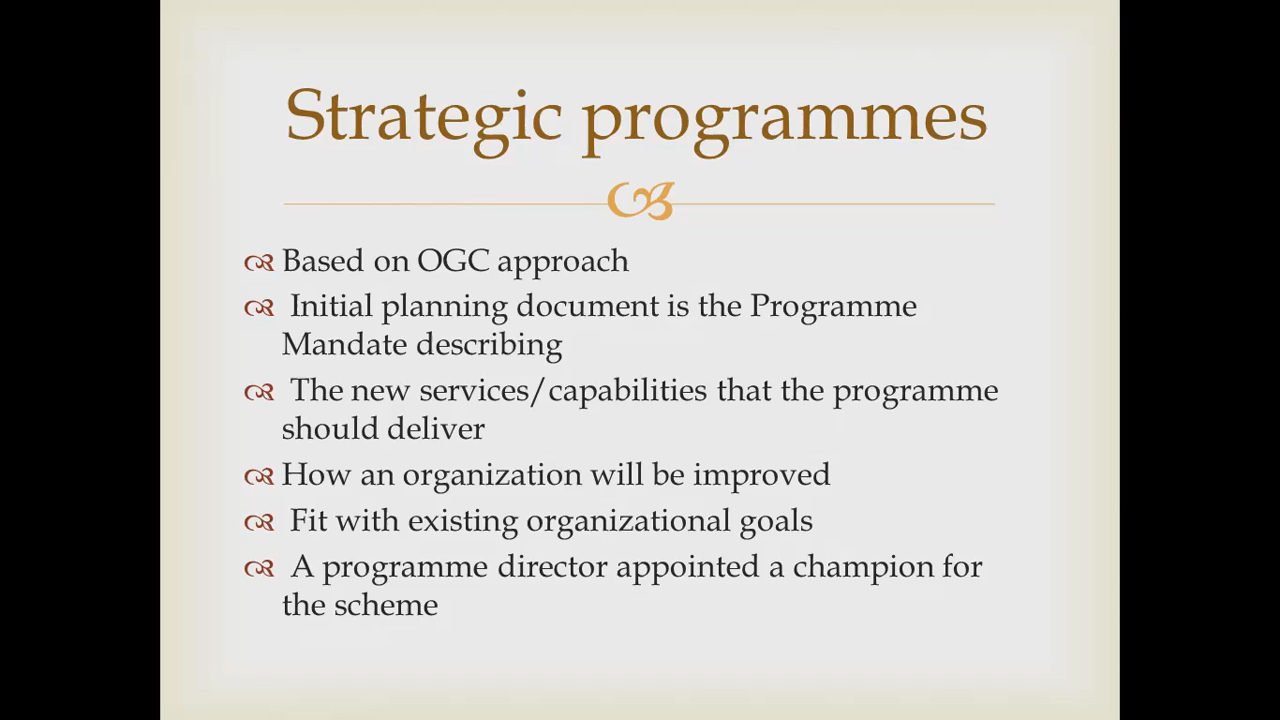 Strategic programmes
Based on OGC approach
Initial planning document is the Programme
Mandate describing
The new services/capabilities that the programme
should deliver
How an organization will be improved
Fit with existing organizational goals
A programme director appointed a champion for
the scheme